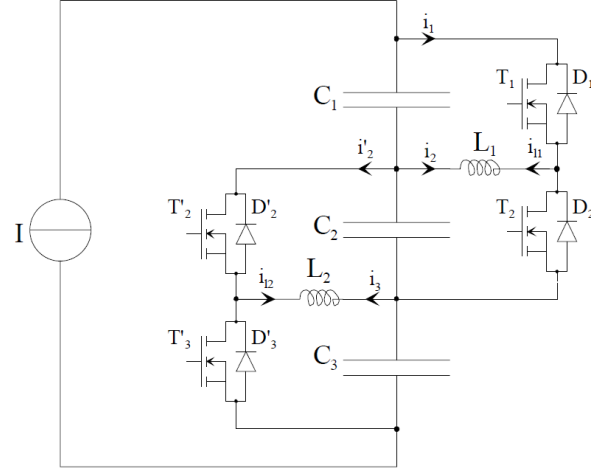 i₁
T₁ D₁
C₁
L₁
i'₂ i₂ iₗ₁
T'₂ D'₂ C₂ T₂ D₂
I
L₂
iₗ₂ i₃
T'₃ D'₃ C₃